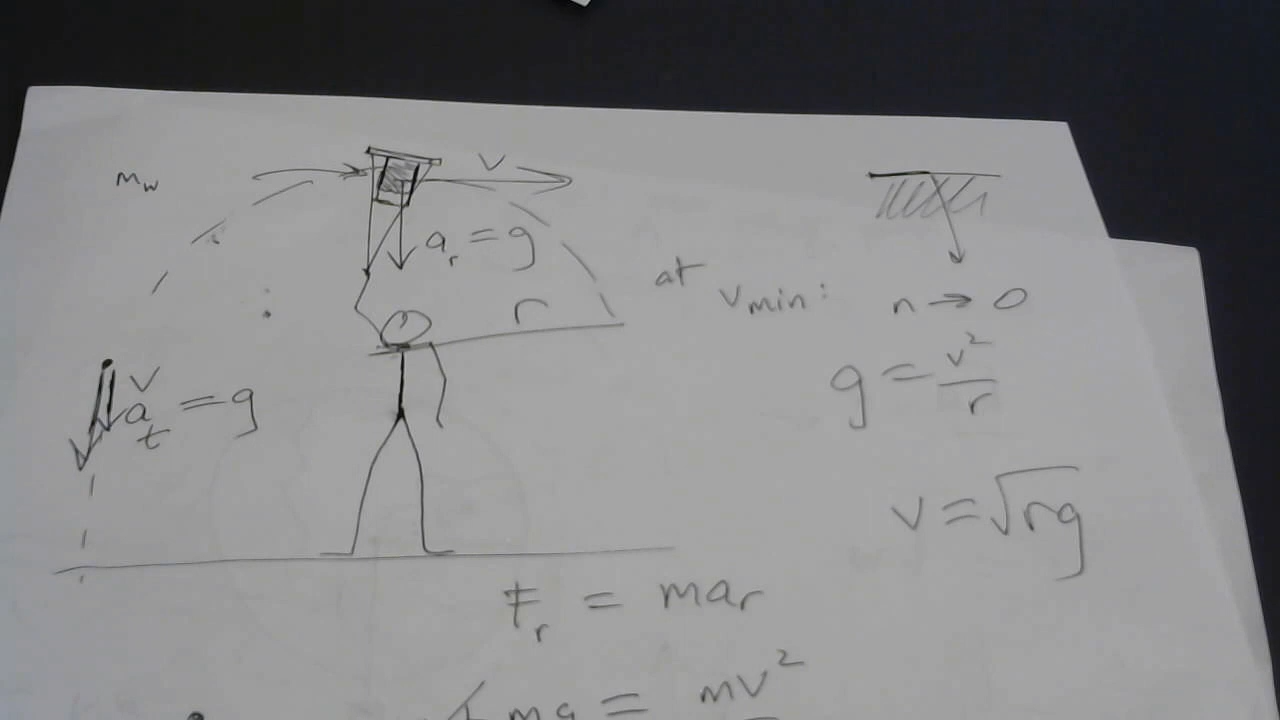 m_w
v
a_r = g
r
v
a_t = g
at v_min:
n → 0
g = v²/r
v = √rg
F_r = ma_r
mg = mv²